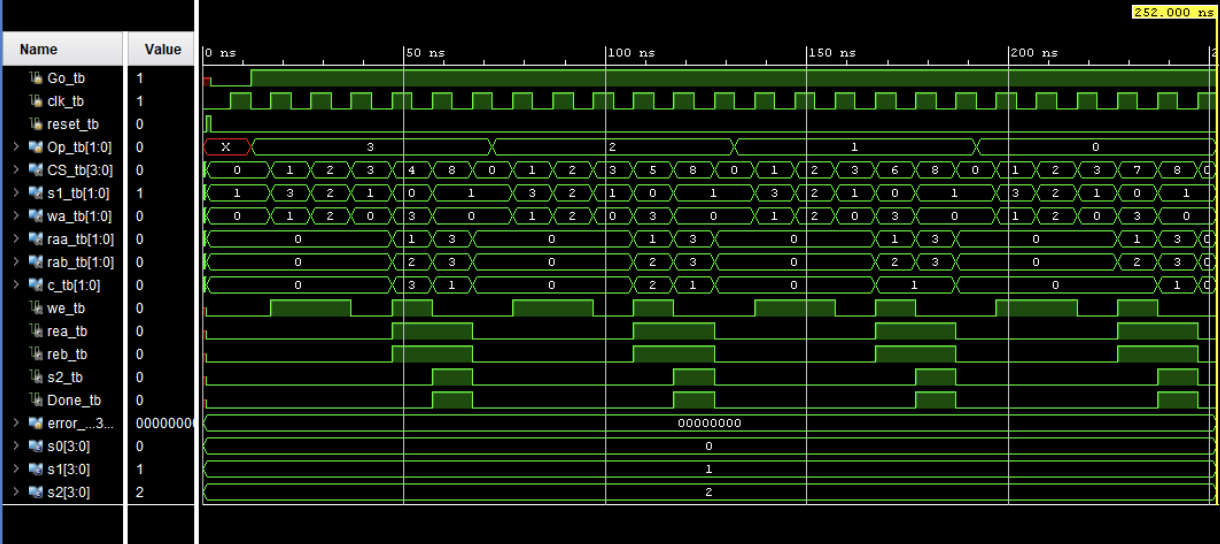 252.000 ns
Name Value 0 ns 50 ns 100 ns 150 ns 200 ns 2
Go_tb 1
clk_tb 1
reset_tb 0
Op_tb[1:0] 0 X 3 2 1 0
CS_tb[3:0] 0 0 1 2 3 4 8 0 1 2 3 5 8 0 1 2 3 6 8 0 1 2 3 7 8 0
s1_tb[1:0] 1 1 3 2 1 0 1 3 2 1 0 1 3 2 1 0 1 3 2 1 0 1
wa_tb[1:0] 0 0 1 2 0 3 0 1 2 0 3 0 1 2 0 3 0 1 2 0 3 0
raa_tb[1:0] 0 0 1 3 0 1 3 0 1 3 0 1 3 0
rab_tb[1:0] 0 0 2 3 0 2 3 0 2 3 0 2 3 0
c_tb[1:0] 0 0 3 1 0 2 1 0 1 0 1 0
we_tb 0
rea_tb 0
reb_tb 0
s2_tb 0
Done_tb 0
error_...3... 00000000 00000000
s0[3:0] 0 0
s1[3:0] 1 1
s2[3:0] 2 2